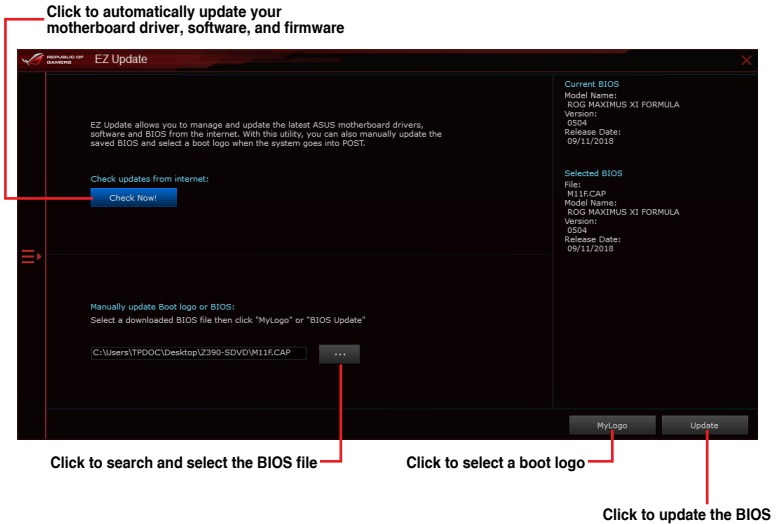 Click to automatically update your
motherboard driver, software, and firmware
REPUBLIC OF
GAMERS
EZ Update
EZ Update allows you to manage and update the latest ASUS motherboard drivers,
software and BIOS from the internet. With this utility, you can also manually update the
saved BIOS and select a boot logo when the system goes into POST.
Check updates from internet:
Check Now!
Manually update Boot logo or BIOS:
Select a downloaded BIOS file then click "MyLogo" or "BIOS Update"
C:\Users\TPDOC\Desktop\Z390-SDVD\M11F.CAP
...
Current BIOS
Model Name:
ROG MAXIMUS XI FORMULA
Version:
0504
Release Date:
09/11/2018
Selected BIOS
File:
M11F.CAP
Model Name:
ROG MAXIMUS XI FORMULA
Version:
0504
Release Date:
09/11/2018
MyLogo
Update
Click to search and select the BIOS file
Click to select a boot logo
Click to update the BIOS